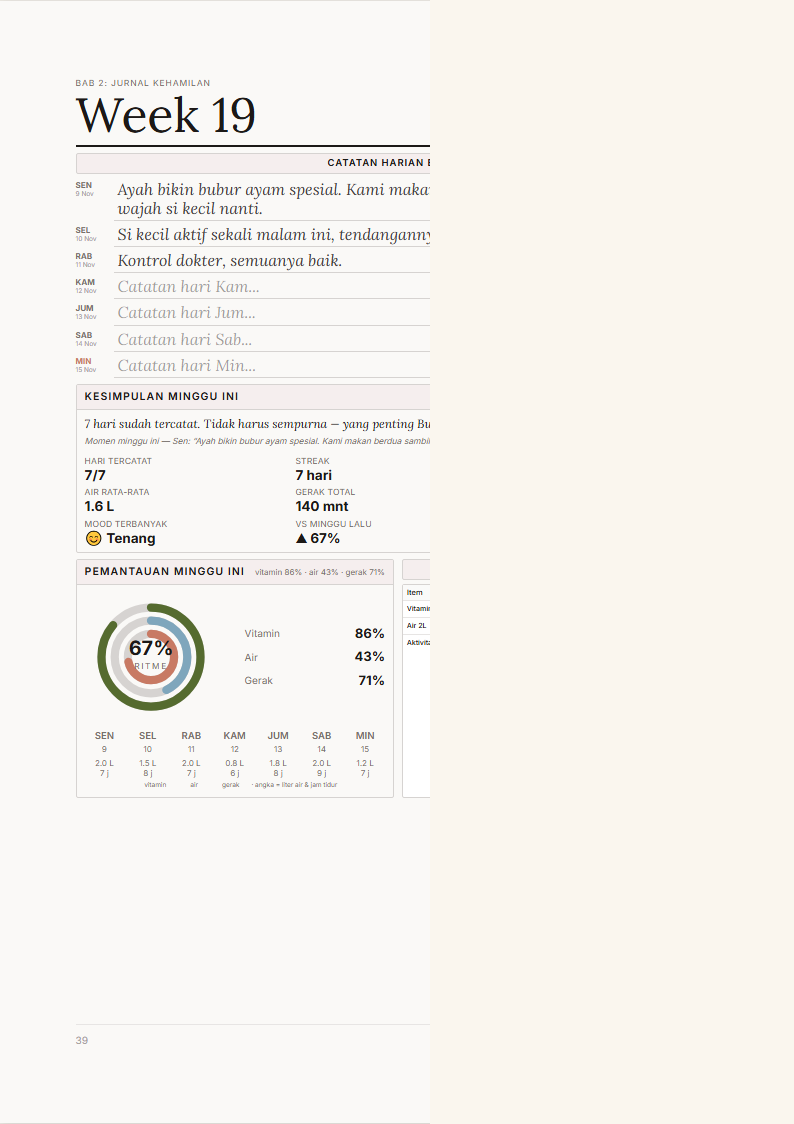 BAB 2: JURNAL KEHAMILAN
Week 19
CATATAN HARIAN
SEN
9 Nov
Ayah bikin bubur ayam spesial. Kami
wajah si kecil nanti.
SEL
10 Nov
Si kecil aktif sekali malam ini,
RAB
11 Nov
Kontrol dokter, semuanya baik.
KAM
12 Nov
Catatan hari Kam...
JUM
13 Nov
Catatan hari Jum...
SAB
14 Nov
Catatan hari Sab...
MIN
15 Nov
Catatan hari Min...
KESIMPULAN MINGGU INI
7 hari sudah tercatat. Tidak harus sempurna — yang penting
Momen minggu ini — Sen: "Ayah bikin bubur ayam spesial. Kami makan berdua
HARI TERCATAT
7/7
STREAK
7 hari
AIR RATA-RATA
1.6 L
GERAK TOTAL
140 mnt
MOOD TERBANYAK
😊 Tenang
VS MINGGU LALU
▲ 67%
PEMANTAUAN MINGGU INI vitamin 86% · air 43% · gerak 71%
67%
RITME
Vitamin 86%
Air 43%
Gerak 71%
SEN SEL RAB KAM JUM SAB MIN
9 10 11 12 13 14 15
2.0 L 1.5 L 2.0 L 0.8 L 1.8 L 2.0 L 1.2 L
7 j 8 j 7 j 6 j 8 j 9 j 7 j
vitamin air gerak · angka = liter air & jam tidur
Item
Air 2L
39